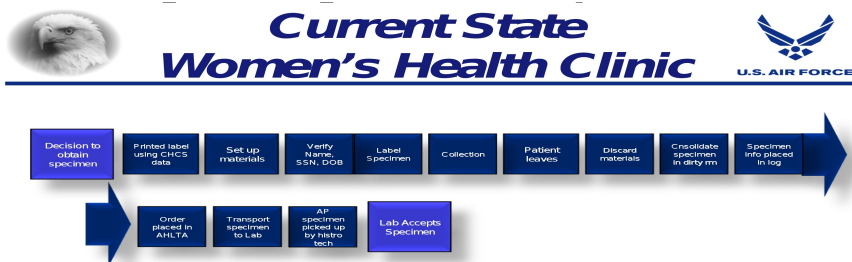 Current State
Women's Health Clinic
U.S. AIR FORCE
Decision to
obtain
specimen
Printed label
using CHCS
data
Set up
materials
Verify
Name,
SSN, DOB
Label
Specimen
Collection
Patient
leaves
Discard
materials
Cnsolidate
specimen
in dirty rm
Specimen
info placed
in log
Order
placed in
AHLTA
Transport
specimen
to Lab
AP
specimen
picked up
by histro
tech
Lab Accepts
Specimen